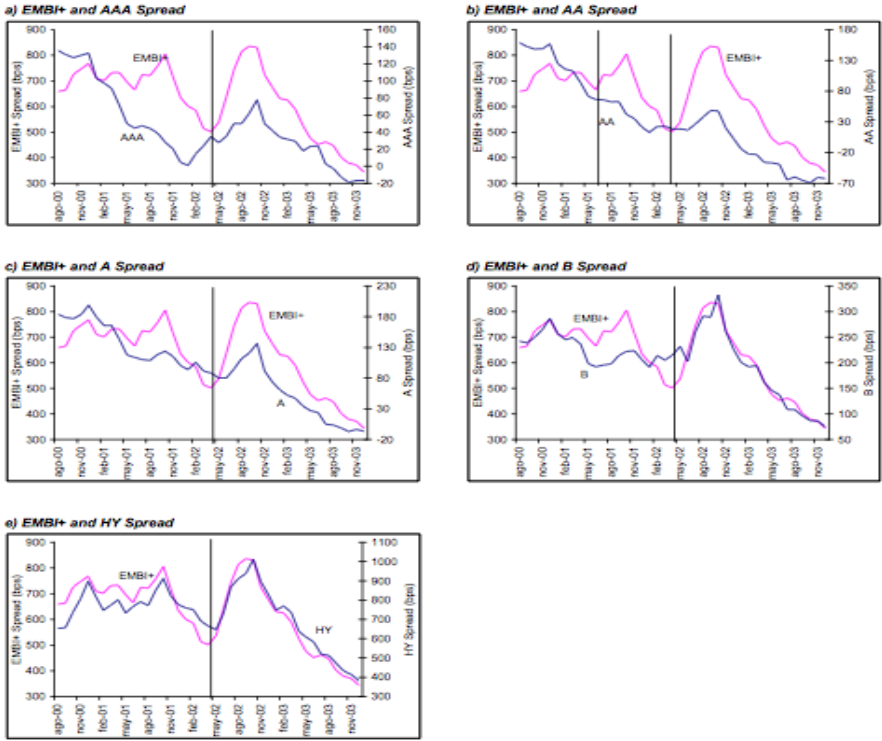 a) EMBI+ and AAA Spread
900
800
700
600
500
400
300
EMBI+ Spread (bps)
160
140
120
100
80
60
40
20
0
-20
AAA Spread (bps)
EMBI+
AAA
ago-00
nov-00
feb-01
may-01
ago-01
nov-01
feb-02
may-02
ago-02
nov-02
feb-03
may-03
ago-03
nov-03
b) EMBI+ and AA Spread
900
800
700
600
500
400
300
EMBI+ Spread (bps)
180
130
80
30
-20
-70
AA Spread (bps)
EMBI+
AA
ago-00
nov-00
feb-01
may-01
ago-01
nov-01
feb-02
may-02
ago-02
nov-02
feb-03
may-03
ago-03
nov-03
c) EMBI+ and A Spread
900
800
700
600
500
400
300
EMBI+ Spread (bps)
230
180
130
80
30
-20
A Spread (bps)
EMBI+
A
ago-00
nov-00
feb-01
may-01
ago-01
nov-01
feb-02
may-02
ago-02
nov-02
feb-03
may-03
ago-03
nov-03
d) EMBI+ and B Spread
900
800
700
600
500
400
300
EMBI+ Spread (bps)
350
300
250
200
150
100
50
B Spread (bps)
EMBI+
B
ago-00
nov-00
feb-01
may-01
ago-01
nov-01
feb-02
may-02
ago-02
nov-02
feb-03
may-03
ago-03
nov-03
e) EMBI+ and HY Spread
900
800
700
600
500
400
300
EMBI+ Spread (bps)
1100
1000
900
800
700
600
500
400
300
HY Spread (bps)
EMBI+
HY
ago-00
nov-00
feb-01
may-01
ago-01
nov-01
feb-02
may-02
ago-02
nov-02
feb-03
may-03
ago-03
nov-03